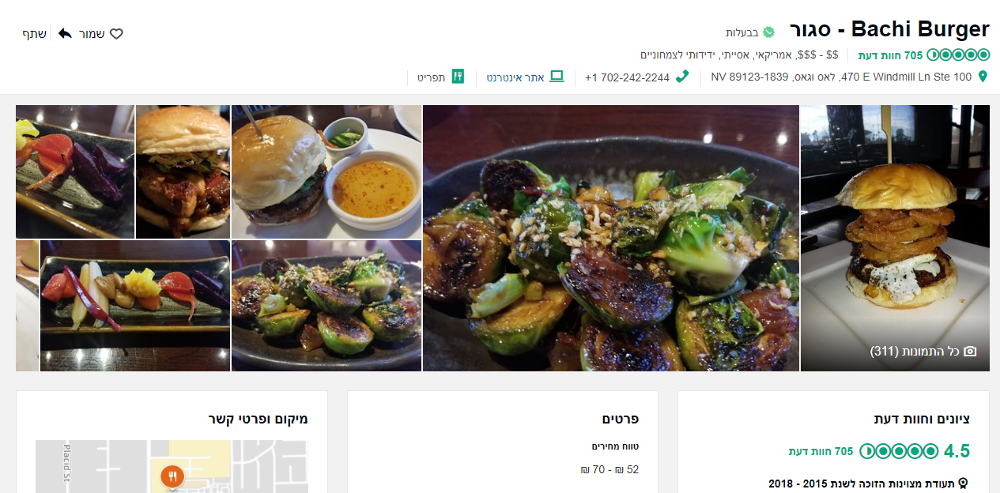 Bachi Burger - סגור
בבעלות
שמור
שתף
705 חוות דעת
$$ - $$$, אמריקאי, אסייתי, ידידותי לצמחוניים
470 E Windmill Ln Ste 100, לאס וגאס, NV 89123-1839
+1 702-242-2244
אתר אינטרנט
תפריט
כל התמונות (311)
ציונים וחוות דעת
4.5 705 חוות דעת
תעודת מצוינות הזוכה לשנת 2015 - 2018
פרטים
טווח מחירים
52 ₪ - 70 ₪
מיקום ופרטי קשר
Placid St